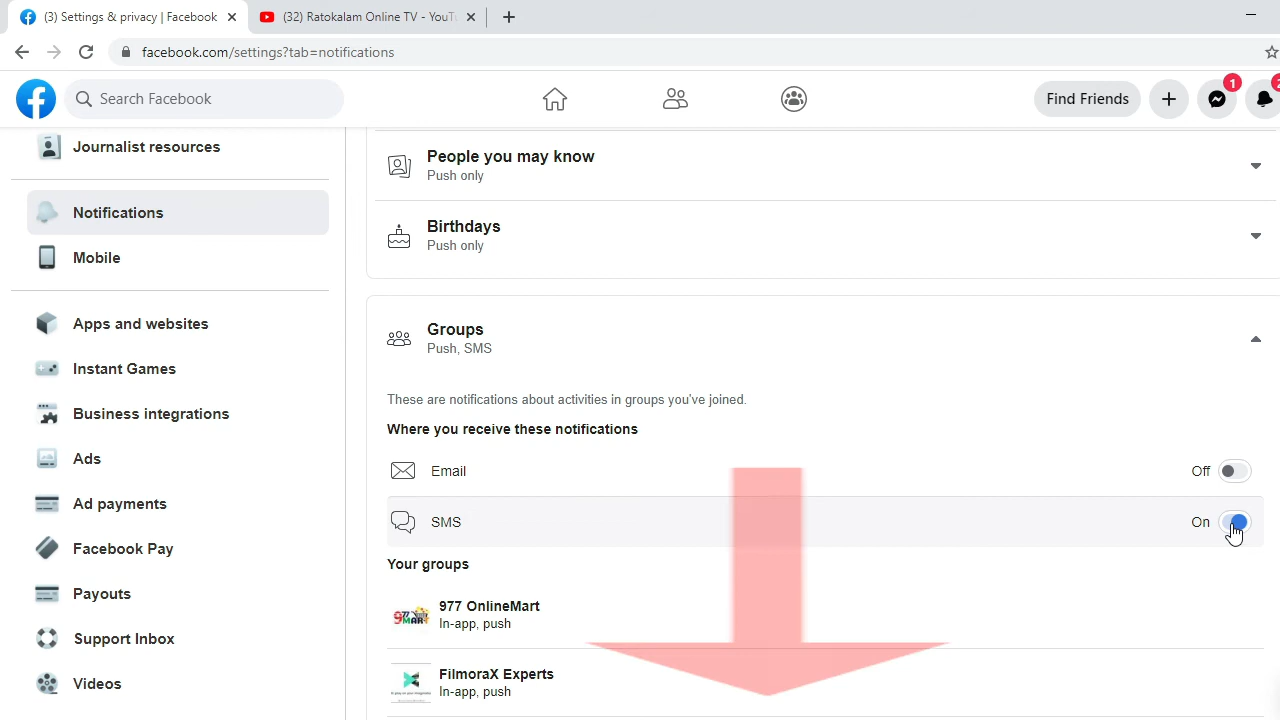 (3) Settings & privacy | Facebook
(32) Ratokalam Online TV - YouTu
facebook.com/settings?tab=notifications
Search Facebook
Find Friends
1
2
Journalist resources
Notifications
Mobile
Apps and websites
Instant Games
Business integrations
Ads
Ad payments
Facebook Pay
Payouts
Support Inbox
Videos
People you may know
Push only
Birthdays
Push only
Groups
Push, SMS
These are notifications about activities in groups you've joined.
Where you receive these notifications
Email
Off
SMS
On
Your groups
977 OnlineMart
In-app, push
FilmoraX Experts
In-app, push